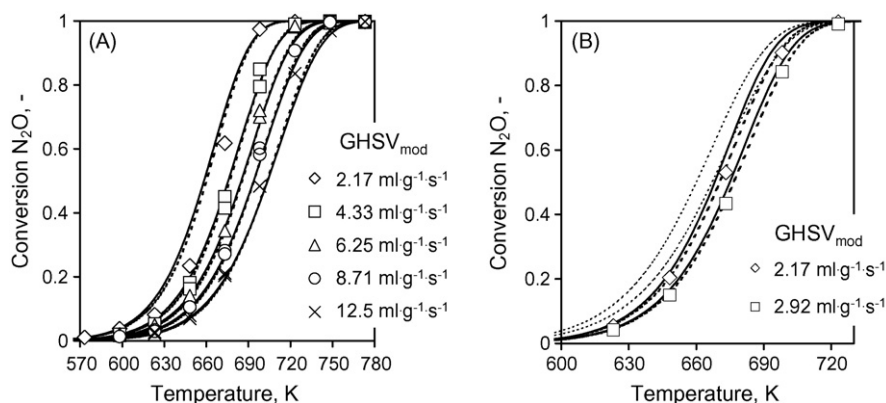 (A)
Conversion N₂O, -
1
0.8
0.6
0.4
0.2
0
570 600 630 660 690 720 750 780
Temperature, K
GHSVmod
2.17 ml·g⁻¹·s⁻¹
4.33 ml·g⁻¹·s⁻¹
6.25 ml·g⁻¹·s⁻¹
8.71 ml·g⁻¹·s⁻¹
12.5 ml·g⁻¹·s⁻¹
(B)
Conversion N₂O, -
1
0.8
0.6
0.4
0.2
0
600 630 660 690 720
Temperature, K
GHSVmod
2.17 ml·g⁻¹·s⁻¹
2.92 ml·g⁻¹·s⁻¹